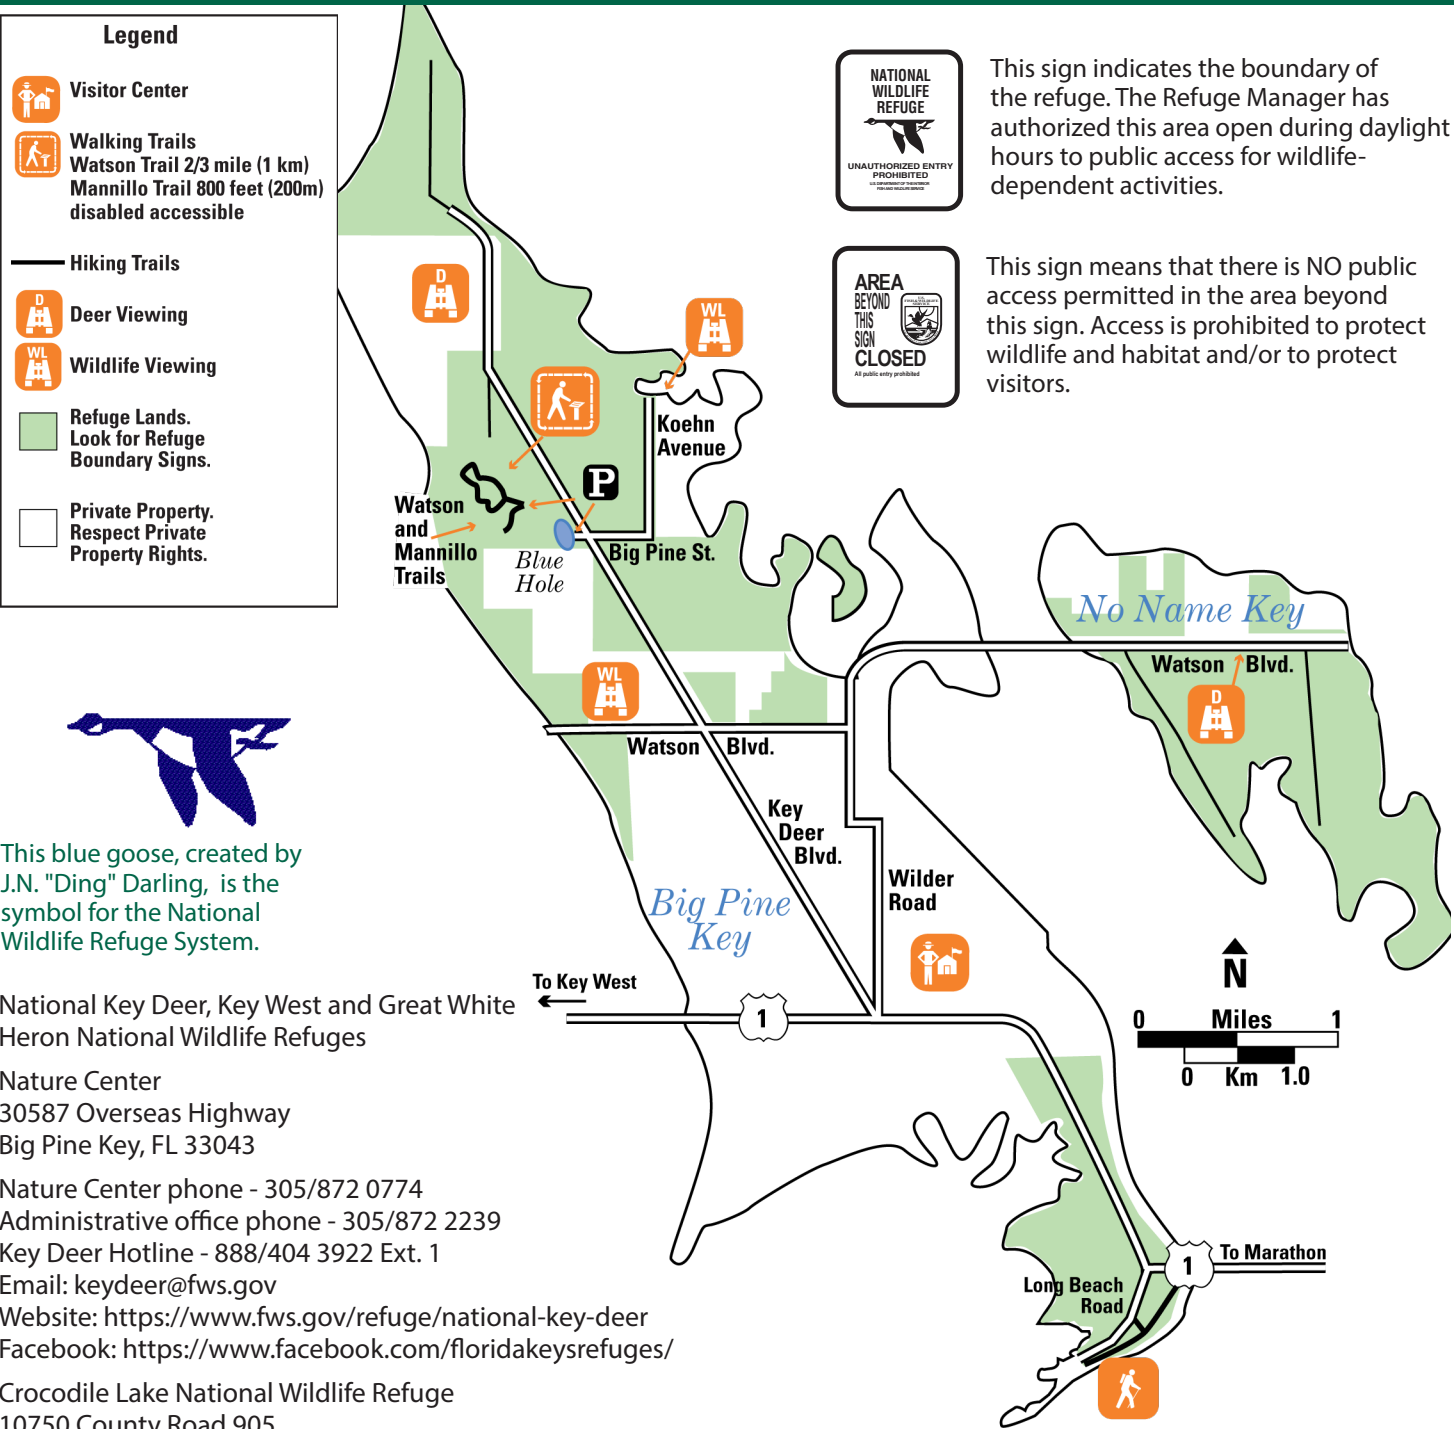 Legend
Visitor Center
Walking Trails
Watson Trail 2/3 mile (1 km)
Mannillo Trail 800 feet (200m)
disabled accessible
Hiking Trails
D
Deer Viewing
WL
Wildlife Viewing
Refuge Lands.
Look for Refuge
Boundary Signs.
Private Property.
Respect Private
Property Rights.
NATIONAL
WILDLIFE
REFUGE
UNAUTHORIZED ENTRY
PROHIBITED
U.S. DEPARTMENT OF THE INTERIOR
FISH AND WILDLIFE SERVICE
This sign indicates the boundary of
the refuge. The Refuge Manager has
authorized this area open during daylight
hours to public access for wildlife-
dependent activities.
AREA
BEYOND
THIS
SIGN
CLOSED
All public entry prohibited
U.S.
FISH & WILDLIFE
SERVICE
This sign means that there is NO public
access permitted in the area beyond
this sign. Access is prohibited to protect
wildlife and habitat and/or to protect
visitors.
D
WL
Koehn
Avenue
P
Watson
and
Mannillo
Trails
Blue
Hole
Big Pine St.
No Name Key
Watson Blvd.
D
WL
Watson Blvd.
Key
Deer
Blvd.
Wilder
Road
Big Pine
Key
To Key West
1
N
0 Miles 1
0 Km 1.0
To Marathon
1
Long Beach
Road
This blue goose, created by
J.N. "Ding" Darling, is the
symbol for the National
Wildlife Refuge System.
National Key Deer, Key West and Great White
Heron National Wildlife Refuges
Nature Center
30587 Overseas Highway
Big Pine Key, FL 33043
Nature Center phone - 305/872 0774
Administrative office phone - 305/872 2239
Key Deer Hotline - 888/404 3922 Ext. 1
Email: keydeer@fws.gov
Website: https://www.fws.gov/refuge/national-key-deer
Facebook: https://www.facebook.com/floridakeysrefuges/
Crocodile Lake National Wildlife Refuge
10750 County Road 905